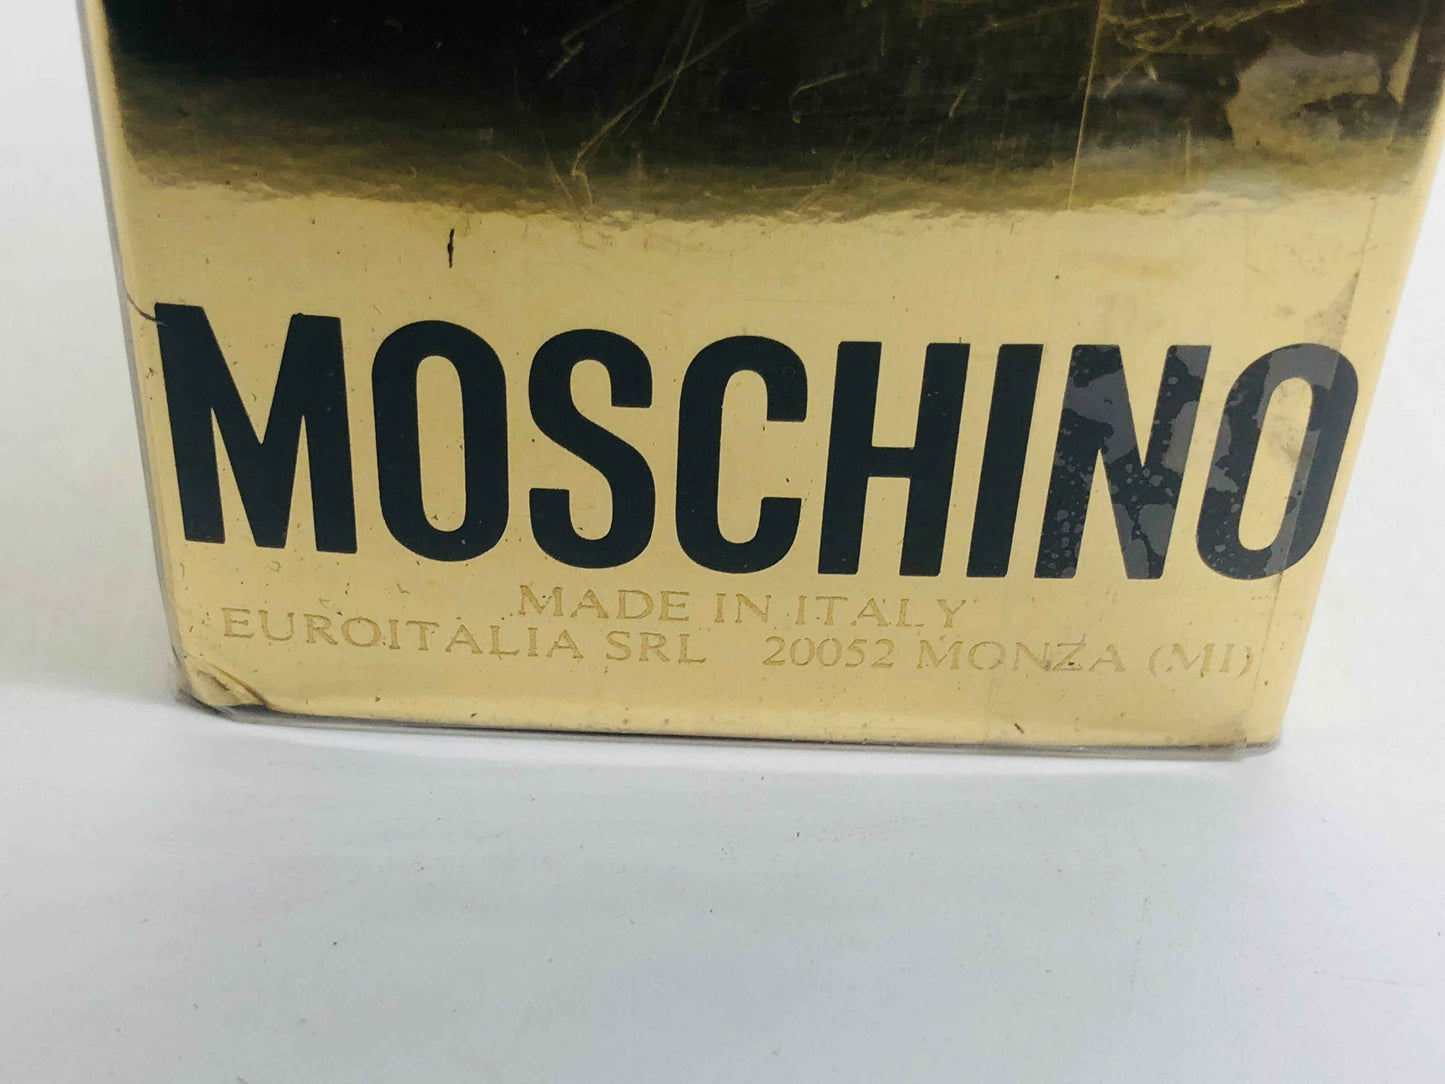 MOSCHINO
MADE IN ITALY
EUROITALIA SRL 20052 MONZA (MI)